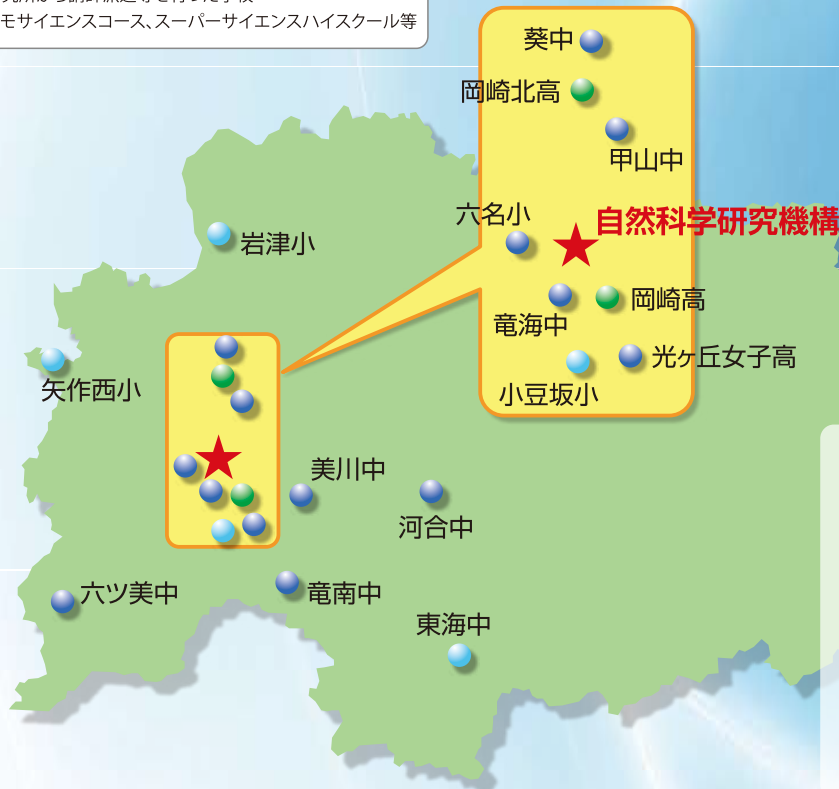 モサイエンスコース、スーパーサイエンスハイスクール等
葵中
岡崎北高
甲山中
六名小
自然科学研究機構
岩津小
岡崎高
竜海中
光ヶ丘女子高
矢作西小
小豆坂小
美川中
河合中
六ツ美中
竜南中
東海中